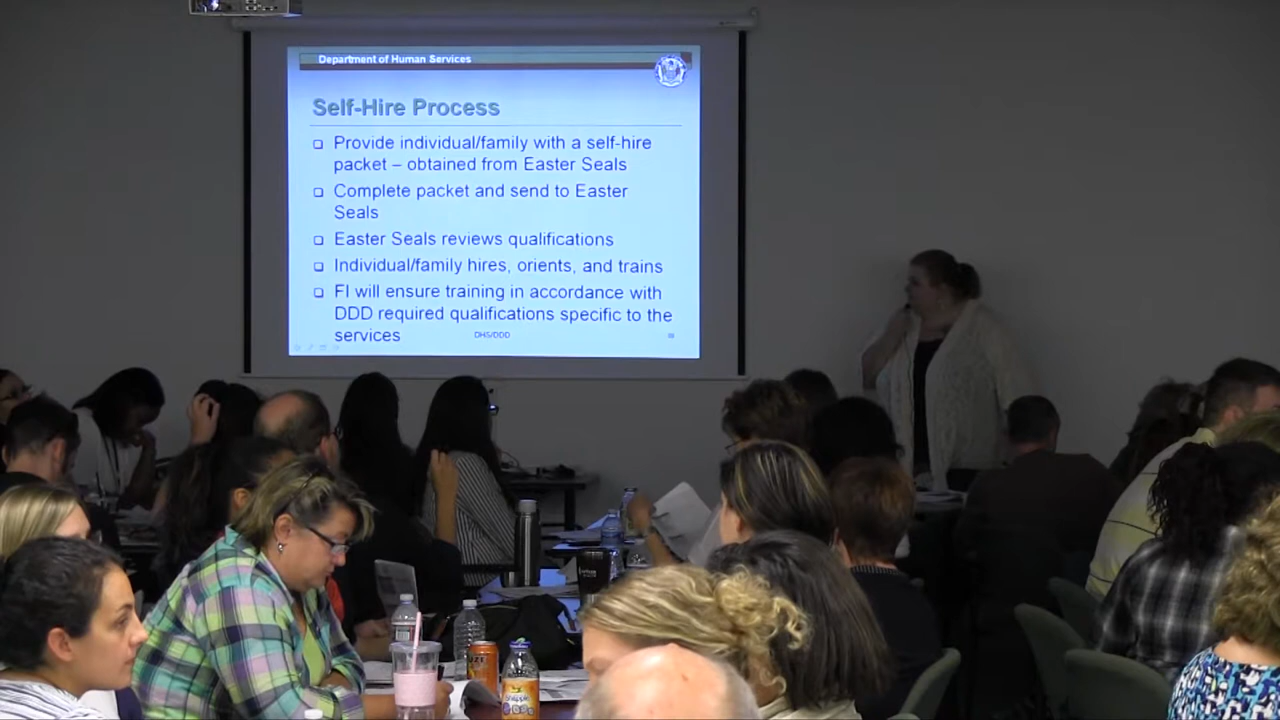 Department of Human Services
Self-Hire Process
❑ Provide individual/family with a self-hire
packet – obtained from Easter Seals
❑ Complete packet and send to Easter
Seals
❑ Easter Seals reviews qualifications
❑ Individual/family hires, orients, and trains
❑ FI will ensure training in accordance with
DDD required qualifications specific to the
services
DHS/DDD
Snapple